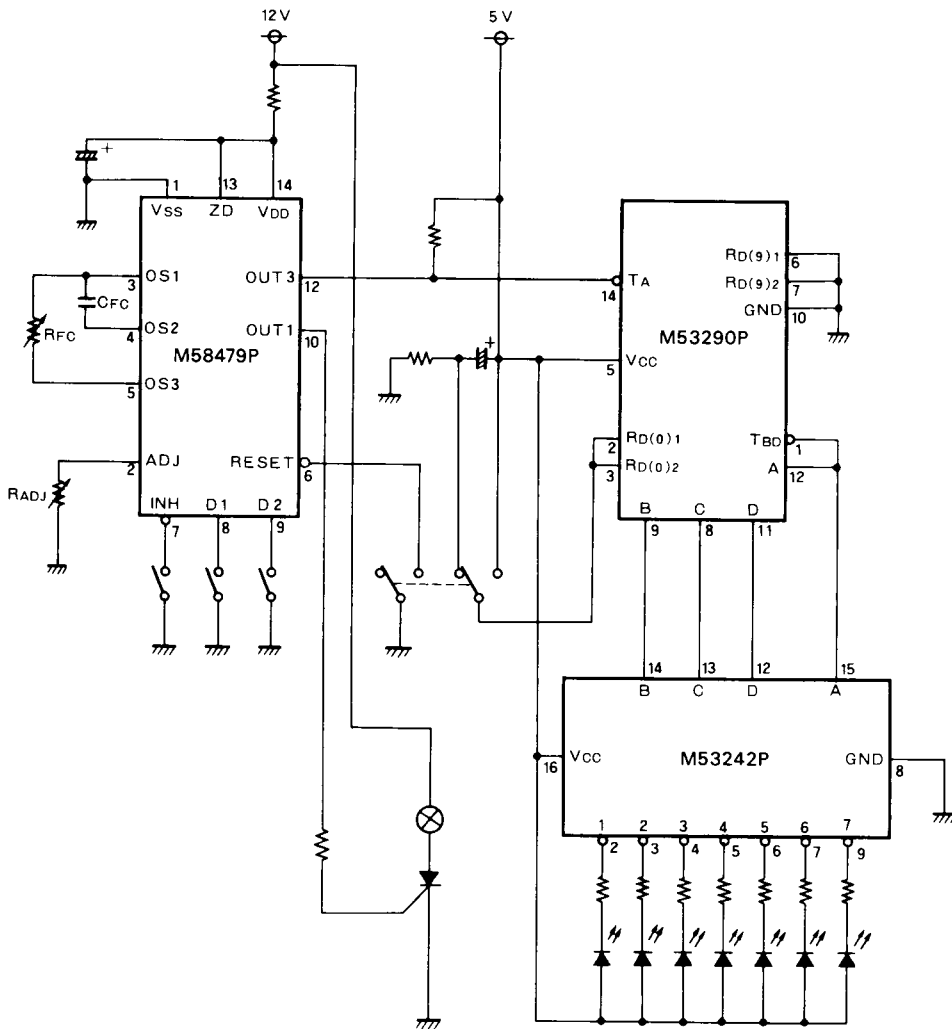 12V
5V
+
1 13 14
VSS ZD VDD
3 OS1
CFC
4 OS2
RFC
5 OS3
OUT3 12
OUT1 10
M58479P
2 ADJ
RADJ
RESET 6
INH D1 D2
7 8 9
+
14 TA
RD(9)1 6
RD(9)2 7
GND 10
M53290P
5 VCC
2 RD(0)1
3 RD(0)2
TBD 1
A 12
B C D
9 8 11
14 13 12 15
B C D A
16 VCC
M53242P
GND 8
1 2 3 4 5 6 7
2 3 4 5 6 7 9